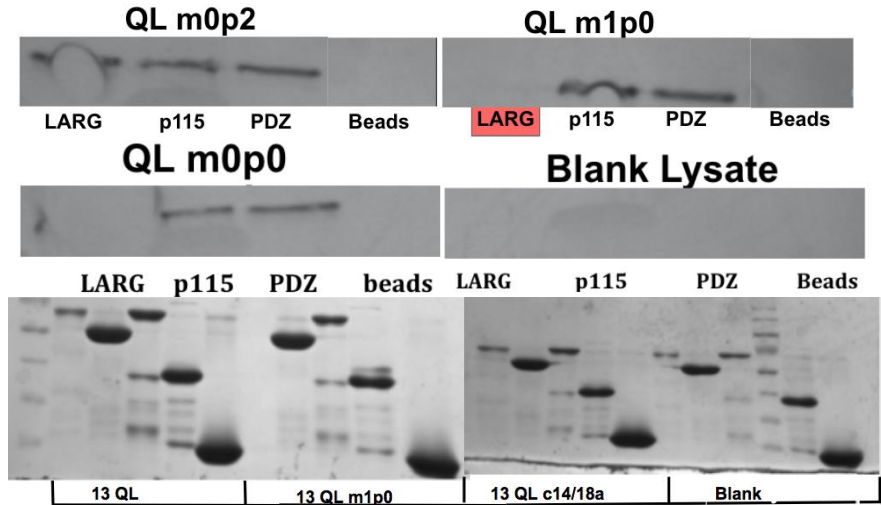 QL m0p2 QL m1p0
LARG p115 PDZ Beads LARG p115 PDZ Beads
QL m0p0 Blank Lysate
LARG p115 PDZ beads LARG p115 PDZ Beads
13 QL 13 QL m1p0 13 QL c14/18a Blank